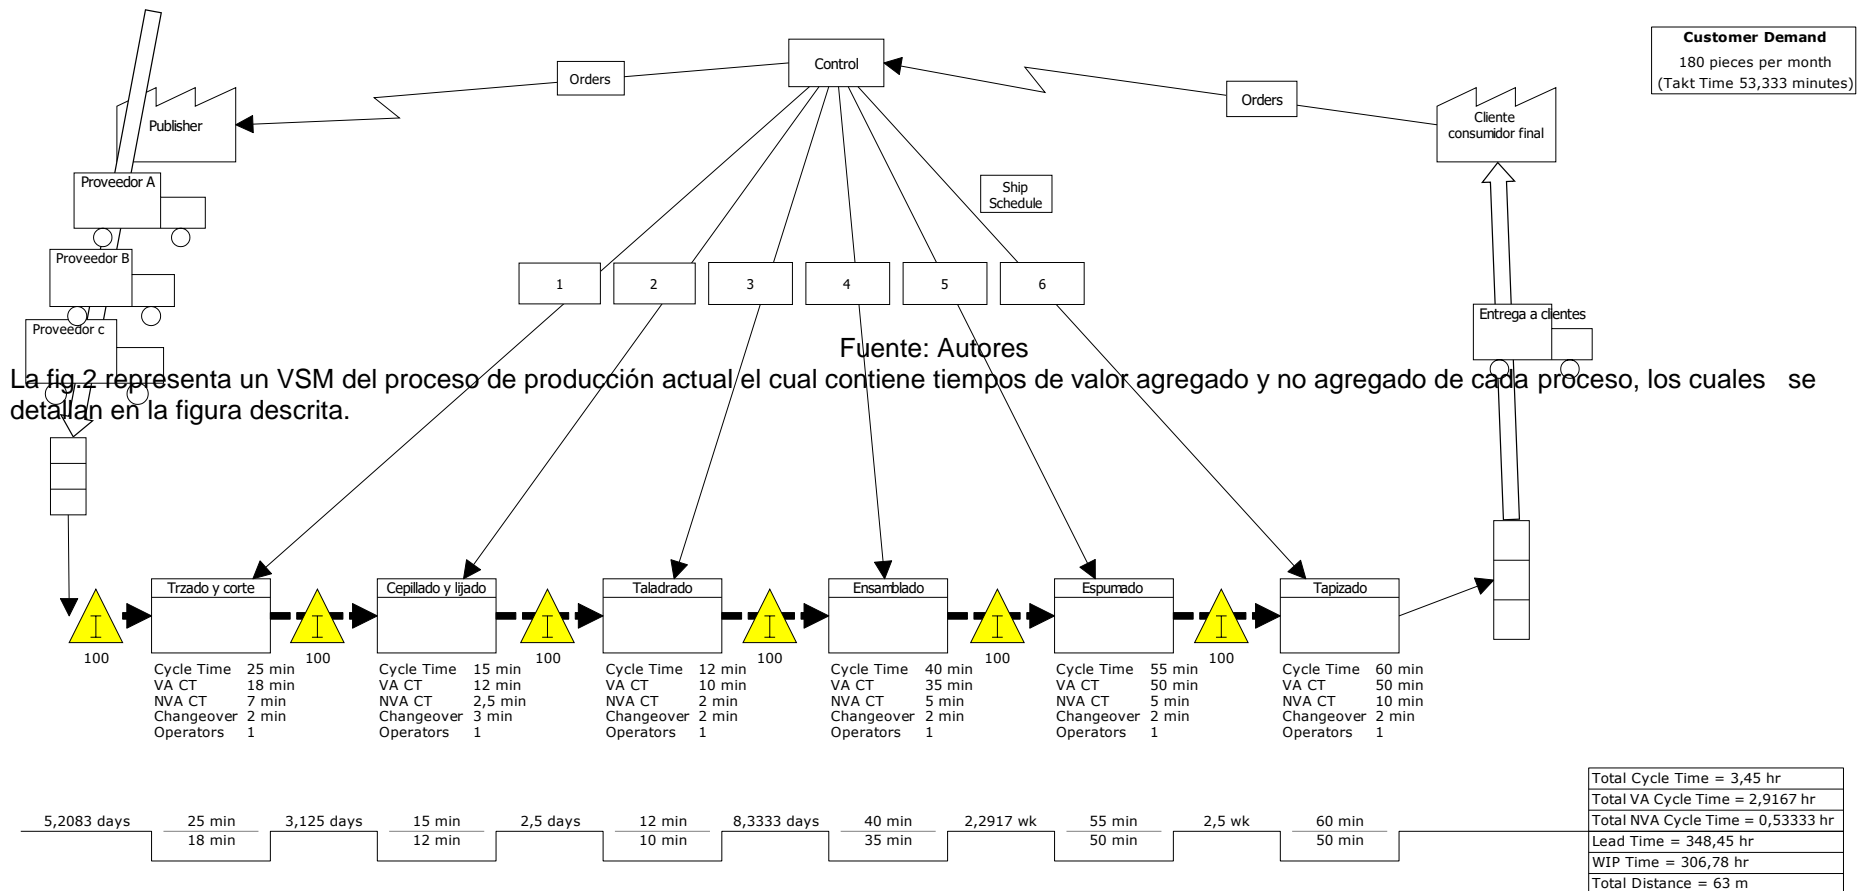 Customer Demand
180 pieces per month
(Takt Time 53,333 minutes)
Control
Orders
Orders
Publisher
Cliente
consumidor final
Proveedor A
Ship
Schedule
Proveedor B
1
2
3
4
5
6
Proveedor c
Entrega a clientes
Fuente: Autores
La fig.2 representa un VSM del proceso de producción actual el cual contiene tiempos de valor agregado y no agregado de cada proceso, los cuales se
detallan en la figura descrita.
Trzado y corte
Cepillado y lijado
Taladrado
Ensamblado
Espumado
Tapizado
I
I
I
I
I
I
100
100
100
100
100
100
Cycle Time 25 min
VA CT 18 min
NVA CT 7 min
Changeover 2 min
Operators 1
Cycle Time 15 min
VA CT 12 min
NVA CT 2,5 min
Changeover 3 min
Operators 1
Cycle Time 12 min
VA CT 10 min
NVA CT 2 min
Changeover 2 min
Operators 1
Cycle Time 40 min
VA CT 35 min
NVA CT 5 min
Changeover 2 min
Operators 1
Cycle Time 55 min
VA CT 50 min
NVA CT 5 min
Changeover 2 min
Operators 1
Cycle Time 60 min
VA CT 50 min
NVA CT 10 min
Changeover 2 min
Operators 1
5,2083 days
25 min
18 min
3,125 days
15 min
12 min
2,5 days
12 min
10 min
8,3333 days
40 min
35 min
2,2917 wk
55 min
50 min
2,5 wk
60 min
50 min
Total Cycle Time = 3,45 hr
Total VA Cycle Time = 2,9167 hr
Total NVA Cycle Time = 0,53333 hr
Lead Time = 348,45 hr
WIP Time = 306,78 hr
Total Distance = 63 m